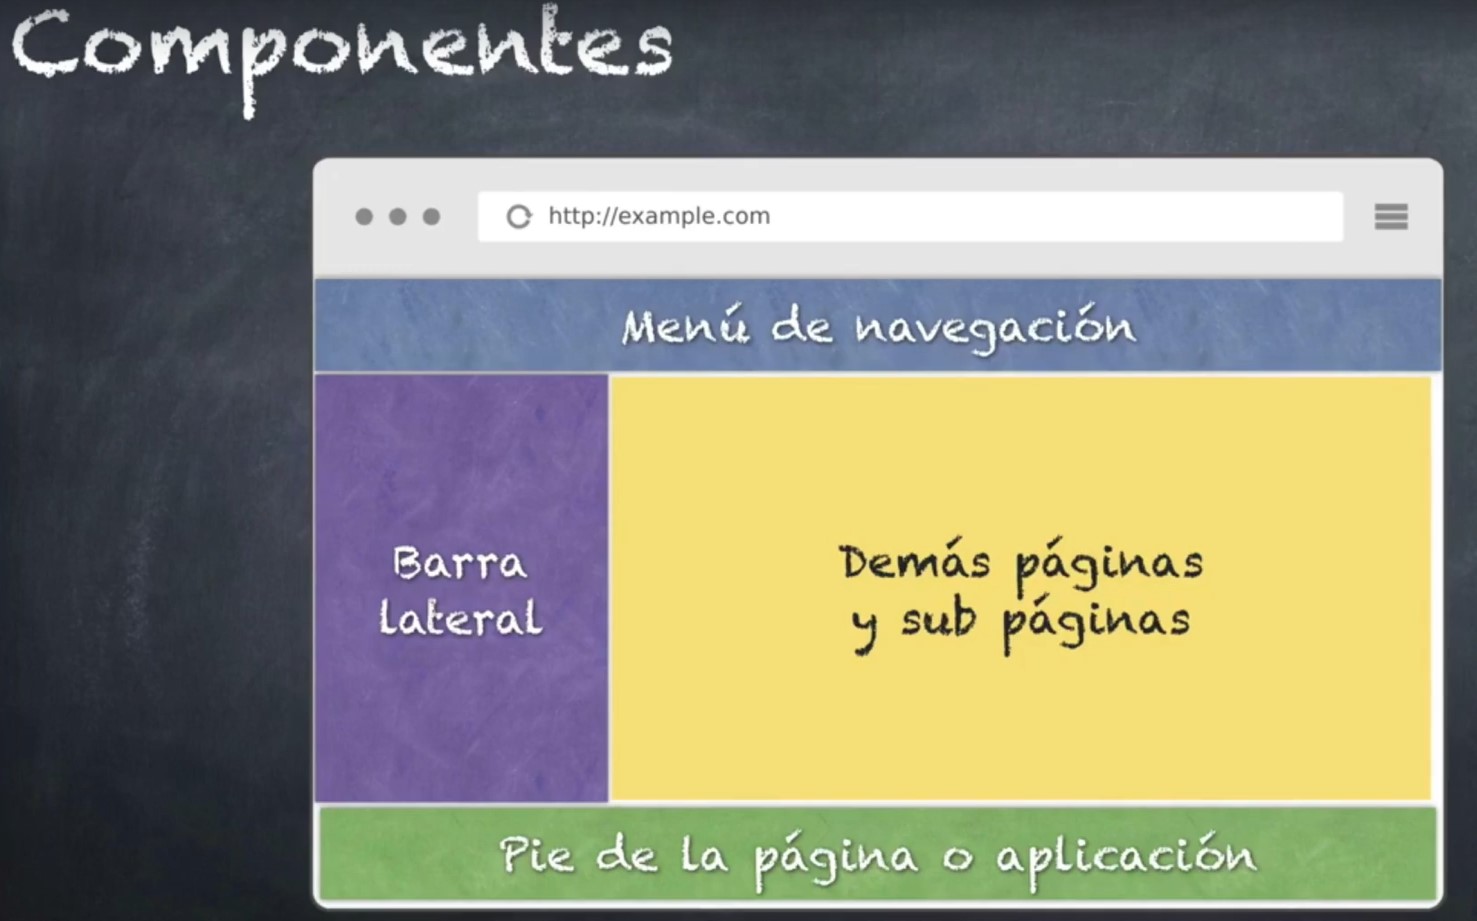 Componentes
http://example.com
Menú de navegación
Barra
lateral
Demás páginas
y sub páginas
Pie de la página o aplicación